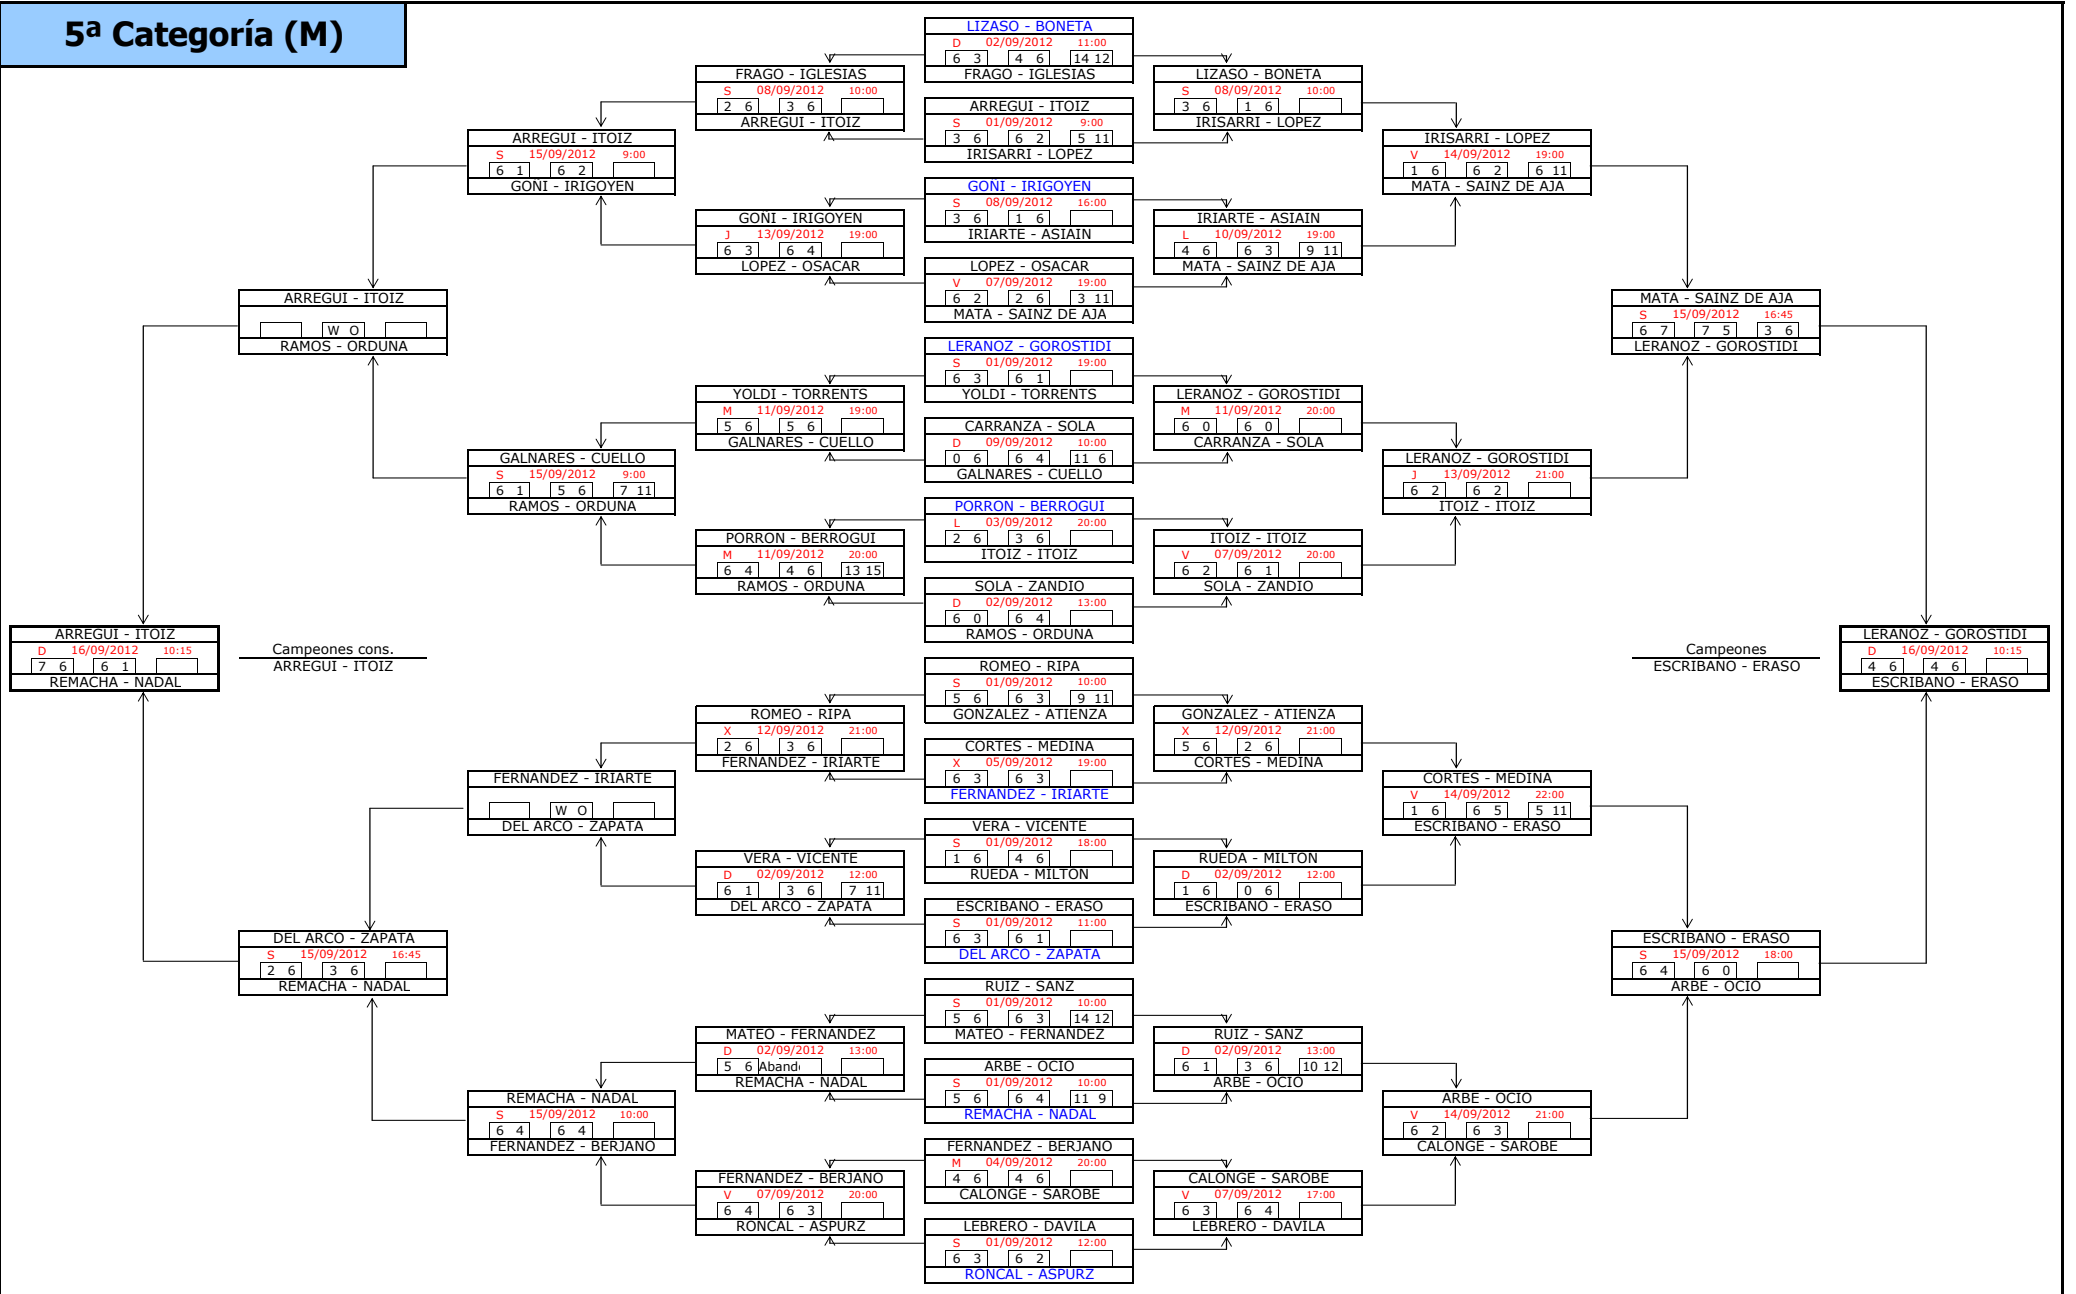 5ª Categoría (M)
LIZASO - BONETA
D 02/09/2012 11:00
6 3 4 6 14 12
FRAGO - IGLESIAS
ARREGUI - ITOIZ
S 01/09/2012 9:00
3 6 6 2 5 11
IRISARRI - LOPEZ
GOÑI - IRIGOYEN
S 08/09/2012 16:00
3 6 1 6
IRIARTE - ASIAIN
LOPEZ - OSACAR
V 07/09/2012 19:00
6 2 2 6 3 11
MATA - SAINZ DE AJA
LERANOZ - GOROSTIDI
S 01/09/2012 19:00
6 3 6 1
YOLDI - TORRENTS
CARRANZA - SOLA
D 09/09/2012 10:00
0 6 6 4 11 6
GALNARES - CUELLO
PORRON - BERROGUI
L 03/09/2012 20:00
2 6 3 6
ITOIZ - ITOIZ
SOLA - ZANDIO
D 02/09/2012 13:00
6 0 6 4
RAMOS - ORDUNA
ROMEO - RIPA
S 01/09/2012 10:00
5 6 6 3 9 11
GONZALEZ - ATIENZA
CORTES - MEDINA
X 05/09/2012 19:00
6 3 6 3
FERNANDEZ - IRIARTE
VERA - VICENTE
S 01/09/2012 18:00
1 6 4 6
RUEDA - MILTON
ESCRIBANO - ERASO
S 01/09/2012 11:00
6 3 6 1
DEL ARCO - ZAPATA
RUIZ - SANZ
S 01/09/2012 10:00
5 6 6 3 14 12
MATEO - FERNANDEZ
ARBE - OCIO
S 01/09/2012 10:00
5 6 6 4 11 9
REMACHA - NADAL
FERNANDEZ - BERJANO
M 04/09/2012 20:00
4 6 4 6
CALONGE - SAROBE
LEBRERO - DAVILA
S 01/09/2012 12:00
6 3 6 2
RONCAL - ASPURZ
FRAGO - IGLESIAS
S 08/09/2012 10:00
2 6 3 6
ARREGUI - ITOIZ
GOÑI - IRIGOYEN
J 13/09/2012 19:00
6 3 6 4
LOPEZ - OSACAR
YOLDI - TORRENTS
M 11/09/2012 19:00
5 6 5 6
GALNARES - CUELLO
PORRON - BERROGUI
M 11/09/2012 20:00
6 4 4 6 13 15
RAMOS - ORDUNA
ROMEO - RIPA
X 12/09/2012 21:00
2 6 3 6
FERNANDEZ - IRIARTE
VERA - VICENTE
D 02/09/2012 12:00
6 1 3 6 7 11
DEL ARCO - ZAPATA
MATEO - FERNANDEZ
D 02/09/2012 13:00
5 6 Aband
REMACHA - NADAL
FERNANDEZ - BERJANO
V 07/09/2012 20:00
6 4 6 3
RONCAL - ASPURZ
ARREGUI - ITOIZ
S 15/09/2012 9:00
6 1 6 2
GOÑI - IRIGOYEN
GALNARES - CUELLO
S 15/09/2012 9:00
6 1 5 6 7 11
RAMOS - ORDUNA
FERNANDEZ - IRIARTE
W O
DEL ARCO - ZAPATA
REMACHA - NADAL
S 15/09/2012 10:00
6 4 6 4
FERNANDEZ - BERJANO
ARREGUI - ITOIZ
W O
RAMOS - ORDUNA
DEL ARCO - ZAPATA
S 15/09/2012 16:45
2 6 3 6
REMACHA - NADAL
ARREGUI - ITOIZ
D 16/09/2012 10:15
7 6 6 1
REMACHA - NADAL
Campeones cons.
ARREGUI - ITOIZ
LIZASO - BONETA
S 08/09/2012 10:00
3 6 1 6
IRISARRI - LOPEZ
IRIARTE - ASIAIN
L 10/09/2012 19:00
4 6 6 3 9 11
MATA - SAINZ DE AJA
LERANOZ - GOROSTIDI
M 11/09/2012 20:00
6 0 6 0
CARRANZA - SOLA
ITOIZ - ITOIZ
V 07/09/2012 20:00
6 2 6 1
SOLA - ZANDIO
GONZALEZ - ATIENZA
X 12/09/2012 21:00
5 6 2 6
CORTES - MEDINA
RUEDA - MILTON
D 02/09/2012 12:00
1 6 0 6
ESCRIBANO - ERASO
RUIZ - SANZ
D 02/09/2012 13:00
6 1 3 6 10 12
ARBE - OCIO
CALONGE - SAROBE
V 07/09/2012 17:00
6 3 6 4
LEBRERO - DAVILA
IRISARRI - LOPEZ
V 14/09/2012 19:00
1 6 6 2 6 11
MATA - SAINZ DE AJA
LERANOZ - GOROSTIDI
J 13/09/2012 21:00
6 2 6 2
ITOIZ - ITOIZ
CORTES - MEDINA
V 14/09/2012 22:00
1 6 6 5 5 11
ESCRIBANO - ERASO
ARBE - OCIO
V 14/09/2012 21:00
6 2 6 3
CALONGE - SAROBE
MATA - SAINZ DE AJA
S 15/09/2012 16:45
6 7 7 5 3 6
LERANOZ - GOROSTIDI
ESCRIBANO - ERASO
S 15/09/2012 18:00
6 4 6 0
ARBE - OCIO
Campeones
ESCRIBANO - ERASO
LERANOZ - GOROSTIDI
D 16/09/2012 10:15
4 6 4 6
ESCRIBANO - ERASO